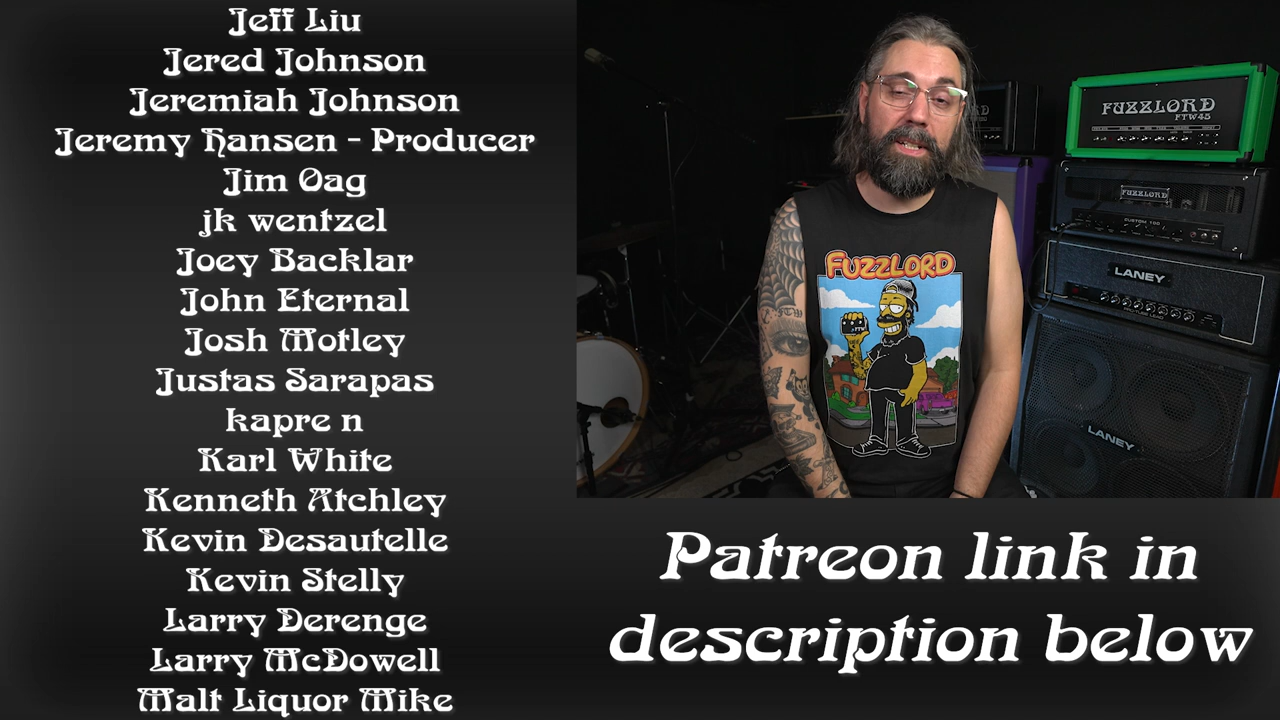 Jeff Liu
Jered Johnson
Jeremiah Johnson
Jeremy Hansen - Producer
Jim Oag
jk wentzel
Joey Backlar
John Eternal
Josh Motley
Justas Sarapas
kapre n
Karl White
Kenneth Atchley
Kevin Desautelle
Kevin Stelly
Larry Derenge
Larry McDowell
Malt Liquor Mike
FUZZLORD
FTW45
FUZZLORD
CUSTOM 100
LANEY
LANEY
FUZZLORD
Patreon link in
description below